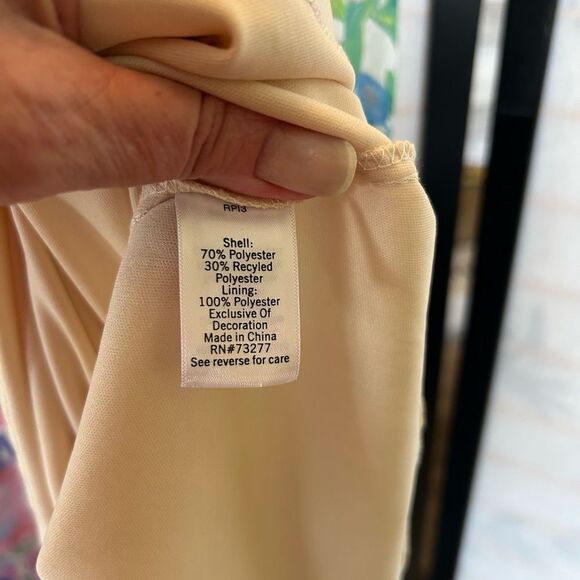 RPI3
Shell:
70% Polyester
30% Recyled
Polyester
Lining:
100% Polyester
Exclusive Of
Decoration
Made in China
RN#73277
See reverse for care